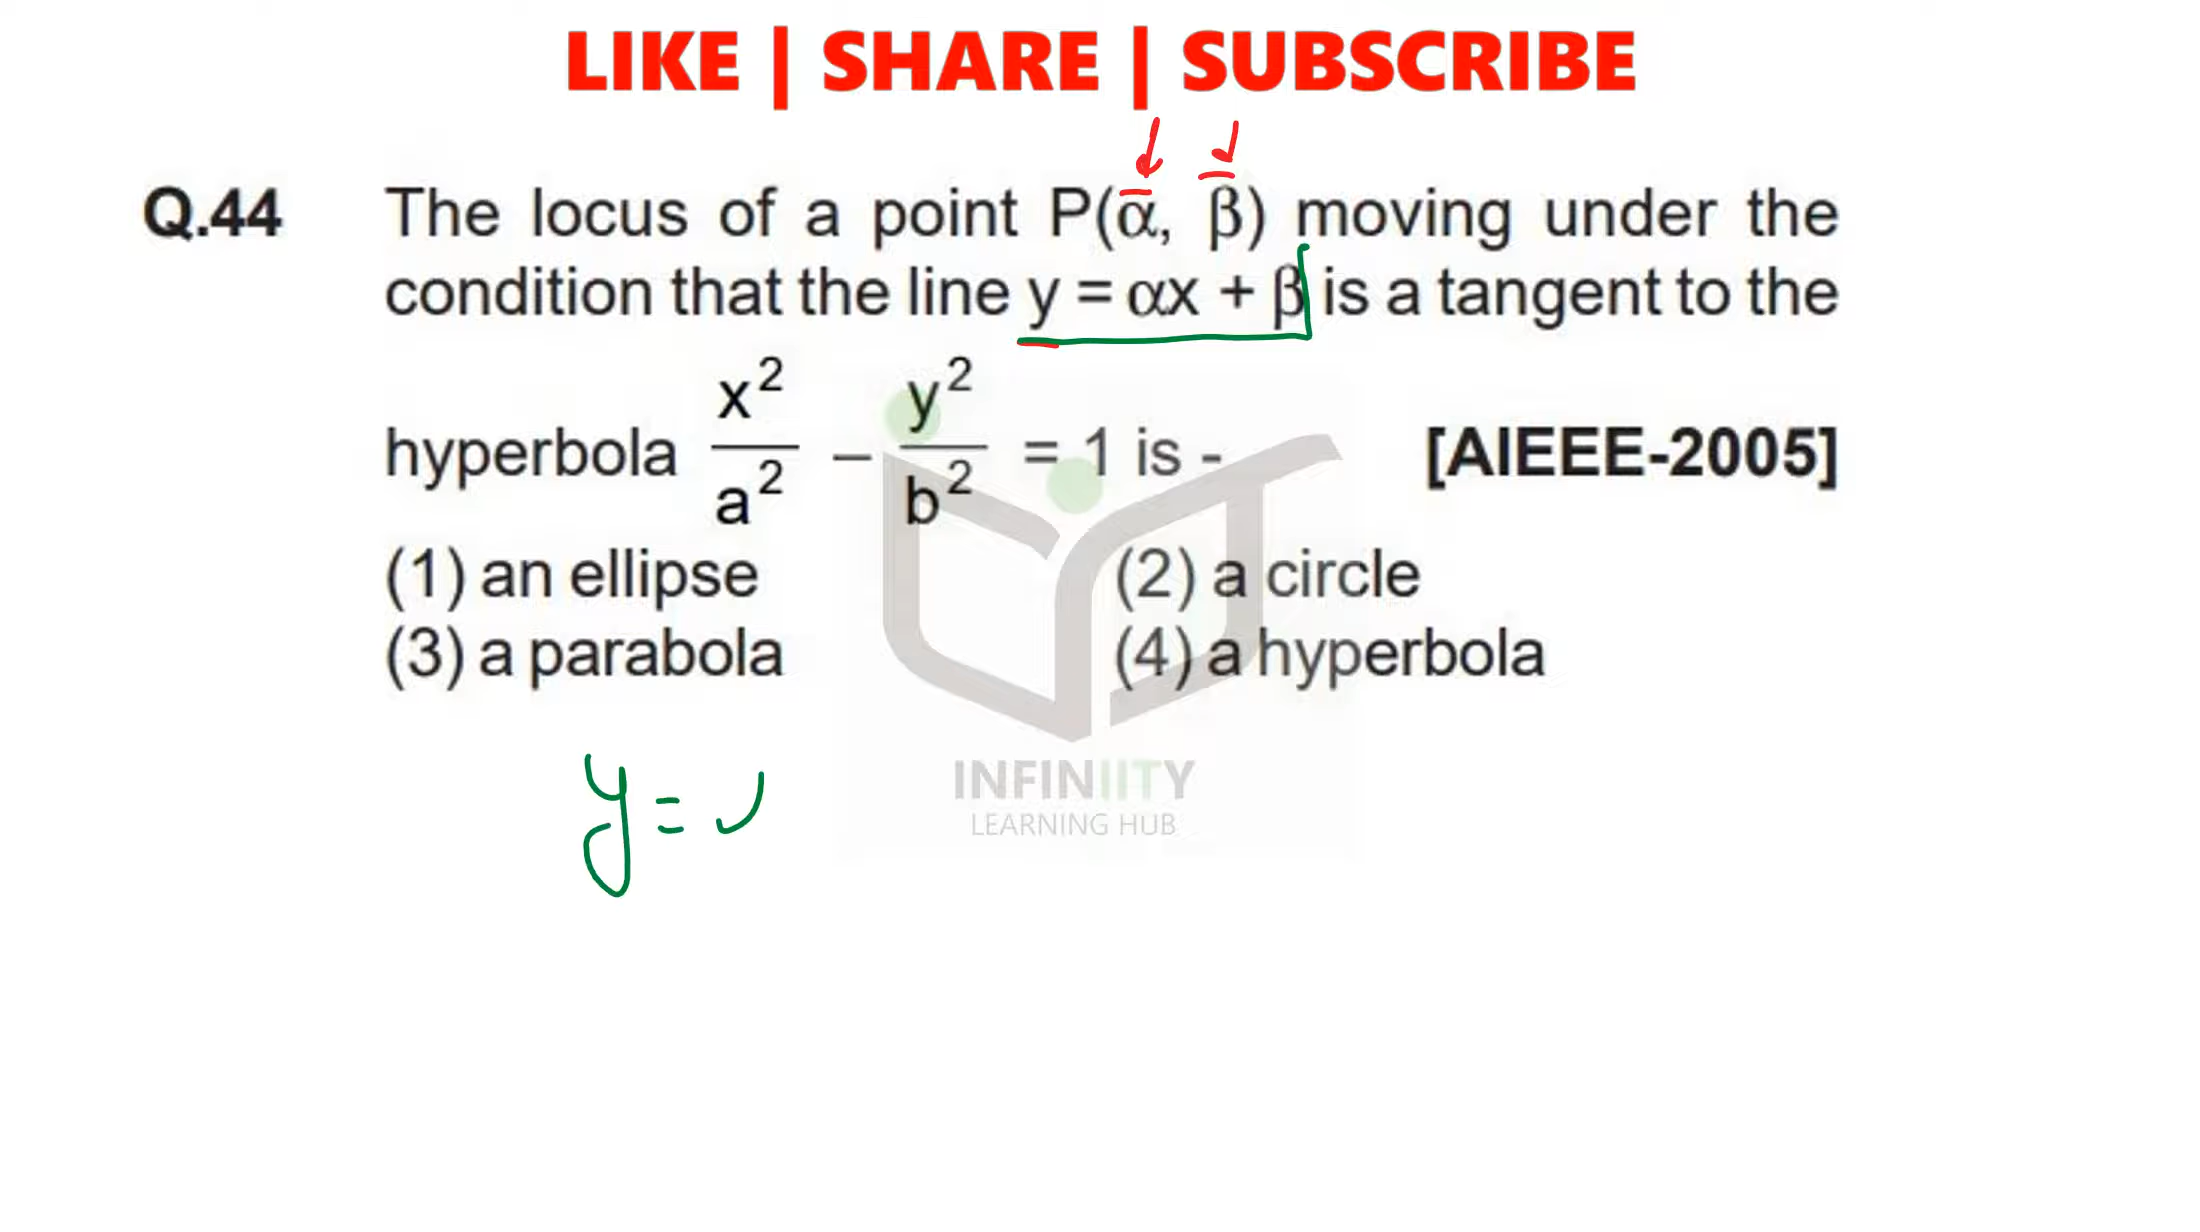 LIKE | SHARE | SUBSCRIBE
Q.44 The locus of a point P(α, β) moving under the
condition that the line y = αx + β is a tangent to the
hyperbola x²/a² – y²/b² = 1 is - [AIEEE-2005]
(1) an ellipse (2) a circle
(3) a parabola (4) a hyperbola
y =
INFINIITY
LEARNING HUB